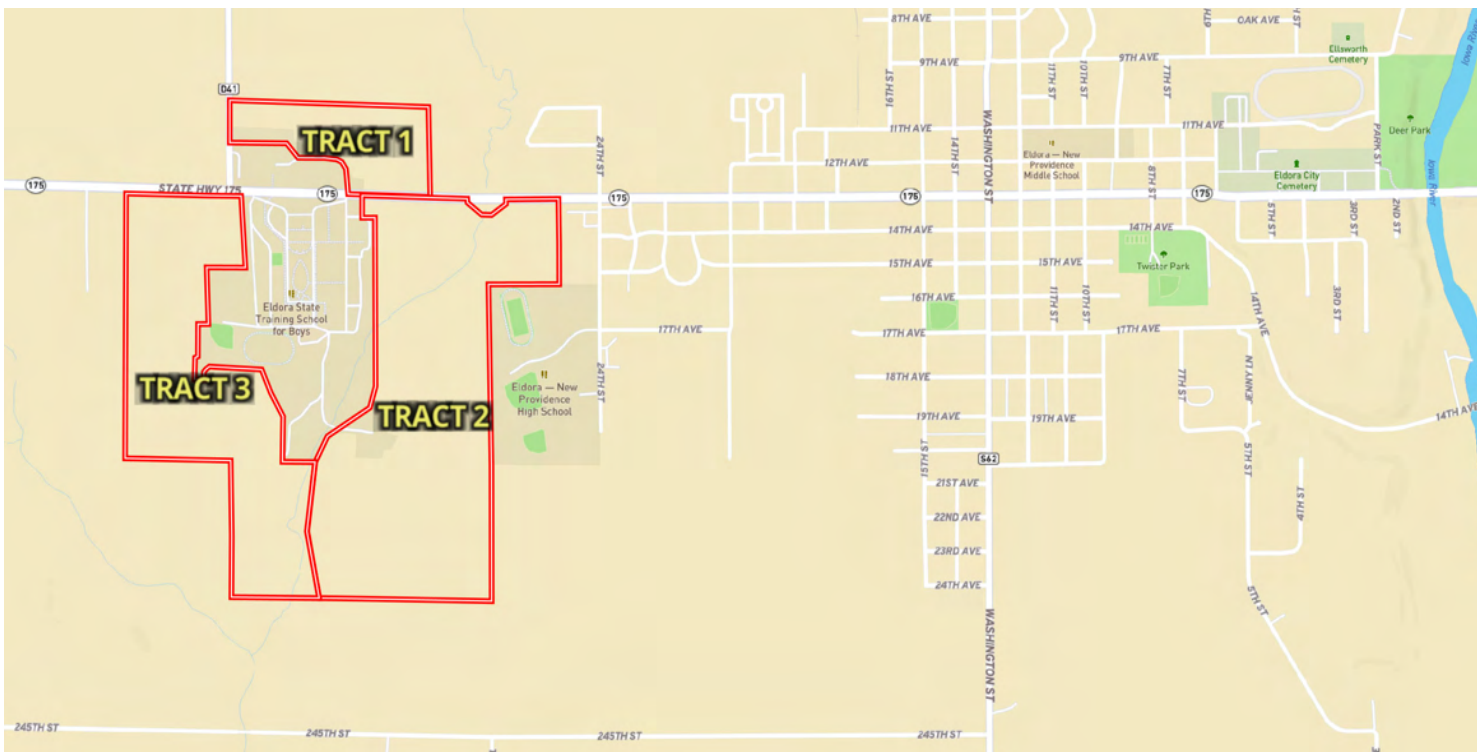 8TH AVE
6TH
OAK AVE
H ST
Iowa River
Ellsworth
Cemetery
9TH AVE
9TH AVE
11TH ST
10TH ST
7TH ST
16TH ST
D41
TRACT 1
24TH ST
WASHINGTON ST
11TH AVE
11TH AVE
PARK ST
Deer Park
14TH ST
12TH AVE
Eldora — New
Providence
Middle School
8TH ST
Eldora City
Cemetery
Iowa River
175
STATE HWY 175
175
175
175
175
5TH ST
3RD ST
2ND ST
14TH AVE
14TH AVE
15TH AVE
15TH AVE
Twister Park
Eldora State
Training School
for Boys
16TH AVE
11TH ST
10TH ST
14TH AVE
3RD ST
17TH AVE
17TH AVE
17TH AVE
TRACT 3
TRACT 2
24TH ST
Eldora — New
Providence
High School
18TH AVE
7TH ST
JENNY LN
19TH AVE
19TH AVE
14TH AVE
15TH ST
S62
5TH ST
21ST AVE
22ND AVE
4TH ST
23RD AVE
24TH AVE
WASHINGTON ST
5TH ST
245TH ST
245TH ST
245TH ST
245TH ST